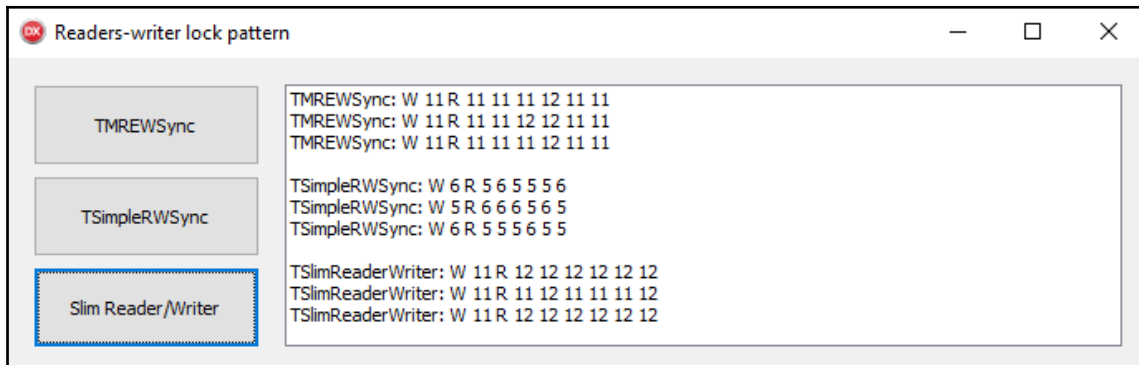 DX Readers-writer lock pattern
TMREWSync
TSimpleRWSync
Slim Reader/Writer
TMREWSync: W 11 R 11 11 11 12 11 11
TMREWSync: W 11 R 11 11 12 12 11 11
TMREWSync: W 11 R 11 11 11 12 11 11
TSimpleRWSync: W 6 R 5 6 5 5 5 6
TSimpleRWSync: W 5 R 6 6 6 5 6 5
TSimpleRWSync: W 6 R 5 5 5 6 5 5
TSlimReaderWriter: W 11 R 12 12 12 12 12 12
TSlimReaderWriter: W 11 R 11 12 11 11 11 12
TSlimReaderWriter: W 11 R 12 12 12 12 12 12